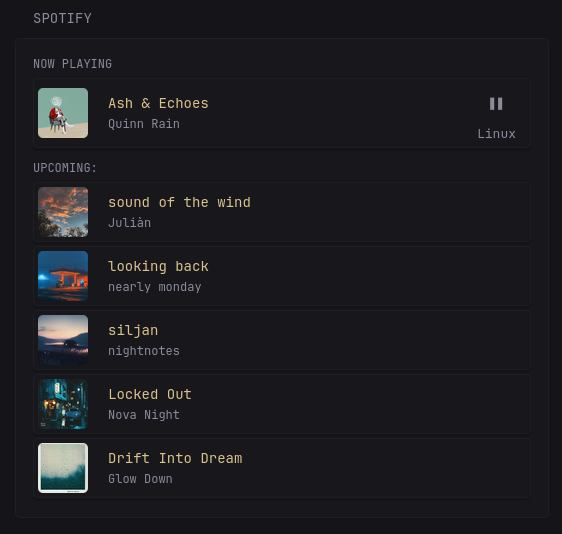 SPOTIFY
NOW PLAYING
Ash & Echoes
Quinn Rain
Linux
UPCOMING:
sound of the wind
Juliàn
looking back
nearly monday
siljan
nightnotes
Locked Out
Nova Night
Drift Into Dream
Glow Down